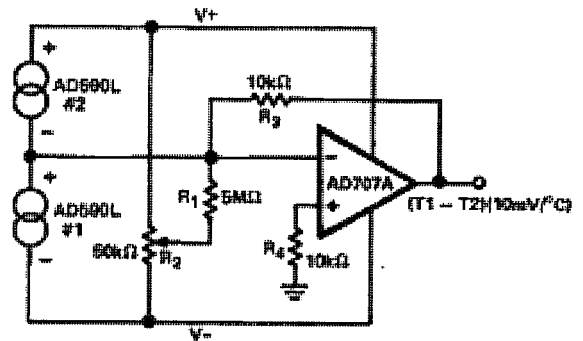 V+
+
AD590L
#2
−
10kΩ
R3
−
AD707A
+
(T1 − T2)(10mV/°C)
R1
5MΩ
+
AD590L
#1
−
50kΩ
R2
R4
10kΩ
V−